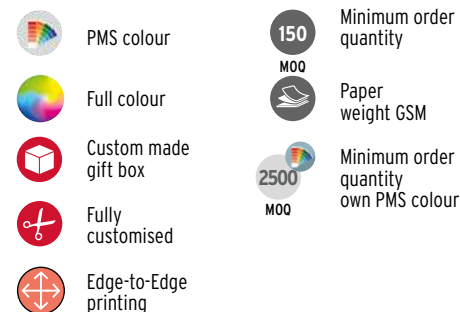 PMS colour
Full colour
Custom made
gift box
Fully
customised
Edge-to-Edge
printing
150
MOQ
Minimum order
quantity
Paper
weight GSM
2500
MOQ
Minimum order
quantity
own PMS colour